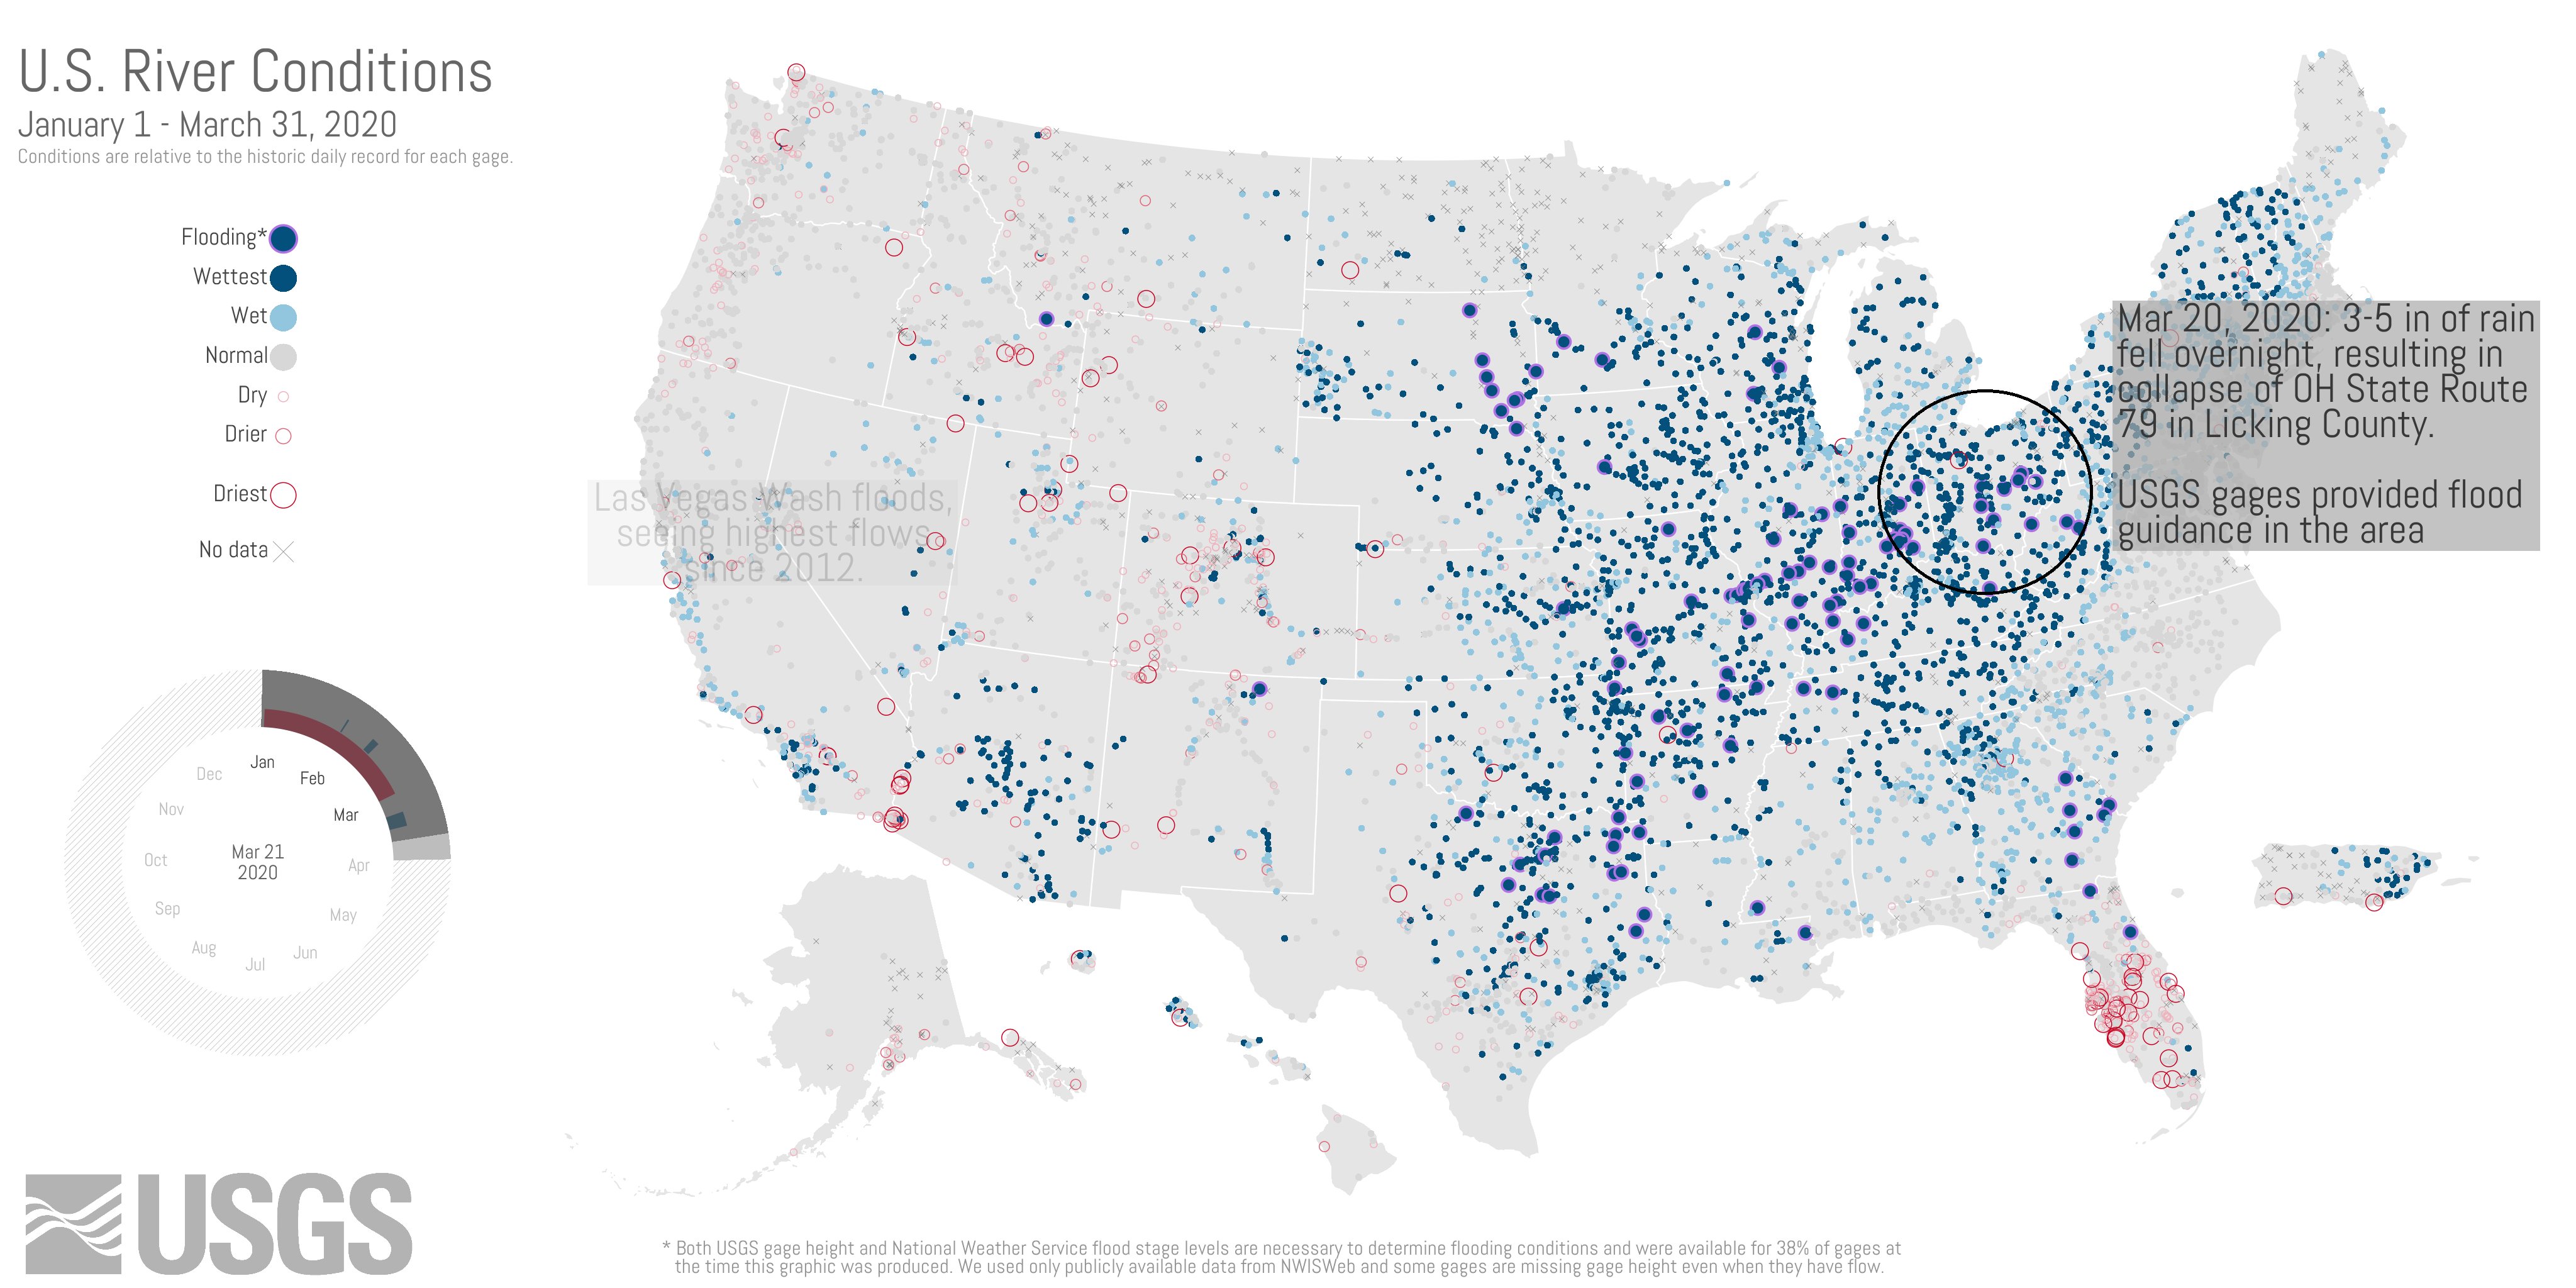 U.S. River Conditions
January 1 - March 31, 2020
Conditions are relative to the historic daily record for each gage.
Flooding*
Wettest
Wet
Normal
Dry
Drier
Driest
No data
Mar 20, 2020: 3-5 in of rain
fell overnight, resulting in
collapse of OH State Route
79 in Licking County.
USGS gages provided flood
guidance in the area
Las Vegas Wash floods,
seeing highest flows
since 2012.
Jan
Feb
Mar
Apr
May
Jun
Jul
Aug
Sep
Oct
Nov
Dec
Mar 21
2020
USGS
* Both USGS gage height and National Weather Service flood stage levels are necessary to determine flooding conditions and were available for 38% of gages at
the time this graphic was produced. We used only publicly available data from NWISWeb and some gages are missing gage height even when they have flow.